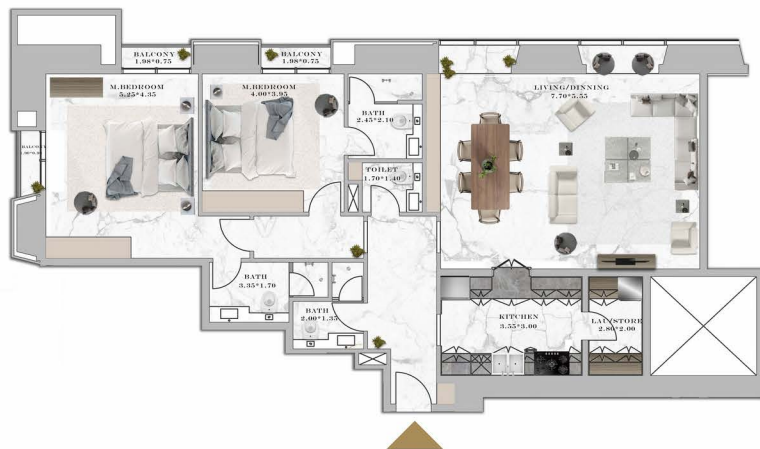 BALCONY
1.98*0.75
BALCONY
1.98*0.75
M.BEDROOM
5.25*4.35
M.BEDROOM
4.00*3.95
LIVING/DINNING
7.70*5.55
BATH
2.45*2.10
BALCONY
TOILET
1.70*1.40
BATH
3.35*1.70
BATH
2.00*1.35
KITCHEN
3.55*3.00
LAU/STORE
2.80*2.00